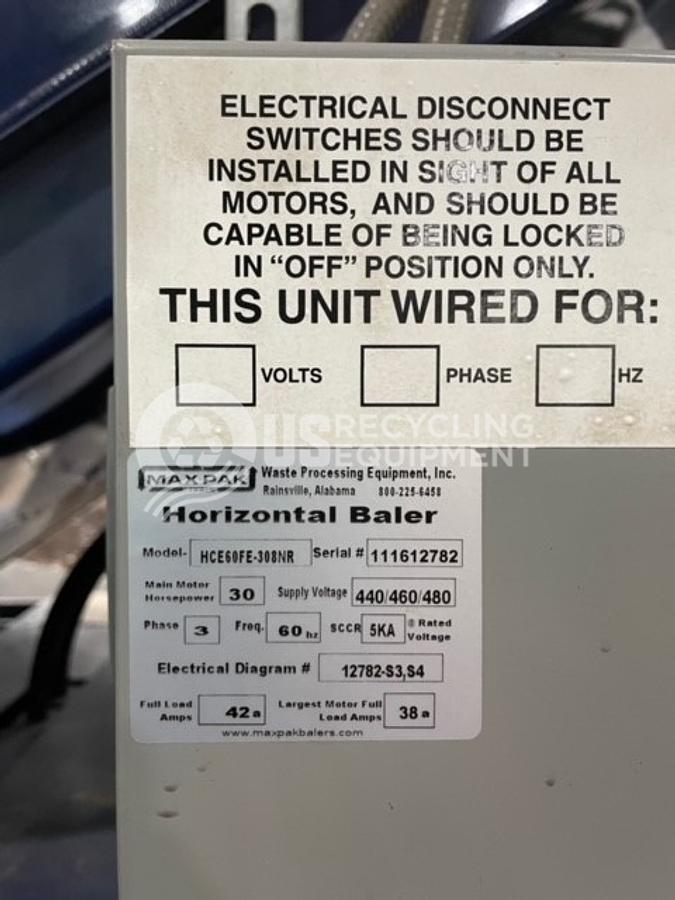 ELECTRICAL DISCONNECT
SWITCHES SHOULD BE
INSTALLED IN SIGHT OF ALL
MOTORS, AND SHOULD BE
CAPABLE OF BEING LOCKED
IN “OFF” POSITION ONLY.
THIS UNIT WIRED FOR:
VOLTS PHASE HZ
US RECYCLING
EQUIPMENT
MAX PAK Waste Processing Equipment, Inc.
Rainsville, Alabama 800-225-6458
Horizontal Baler
Model- HCE60FE-308NR Serial # 111612782
Main Motor
Horsepower 30 Supply Voltage 440/460/480
Phase 3 Freq. 60 hz SCCR 5KA @ Rated
Voltage
Electrical Diagram # 12782-S3,S4
Full Load
Amps 42a Largest Motor Full
Load Amps 38a
www.maxpakbalers.com